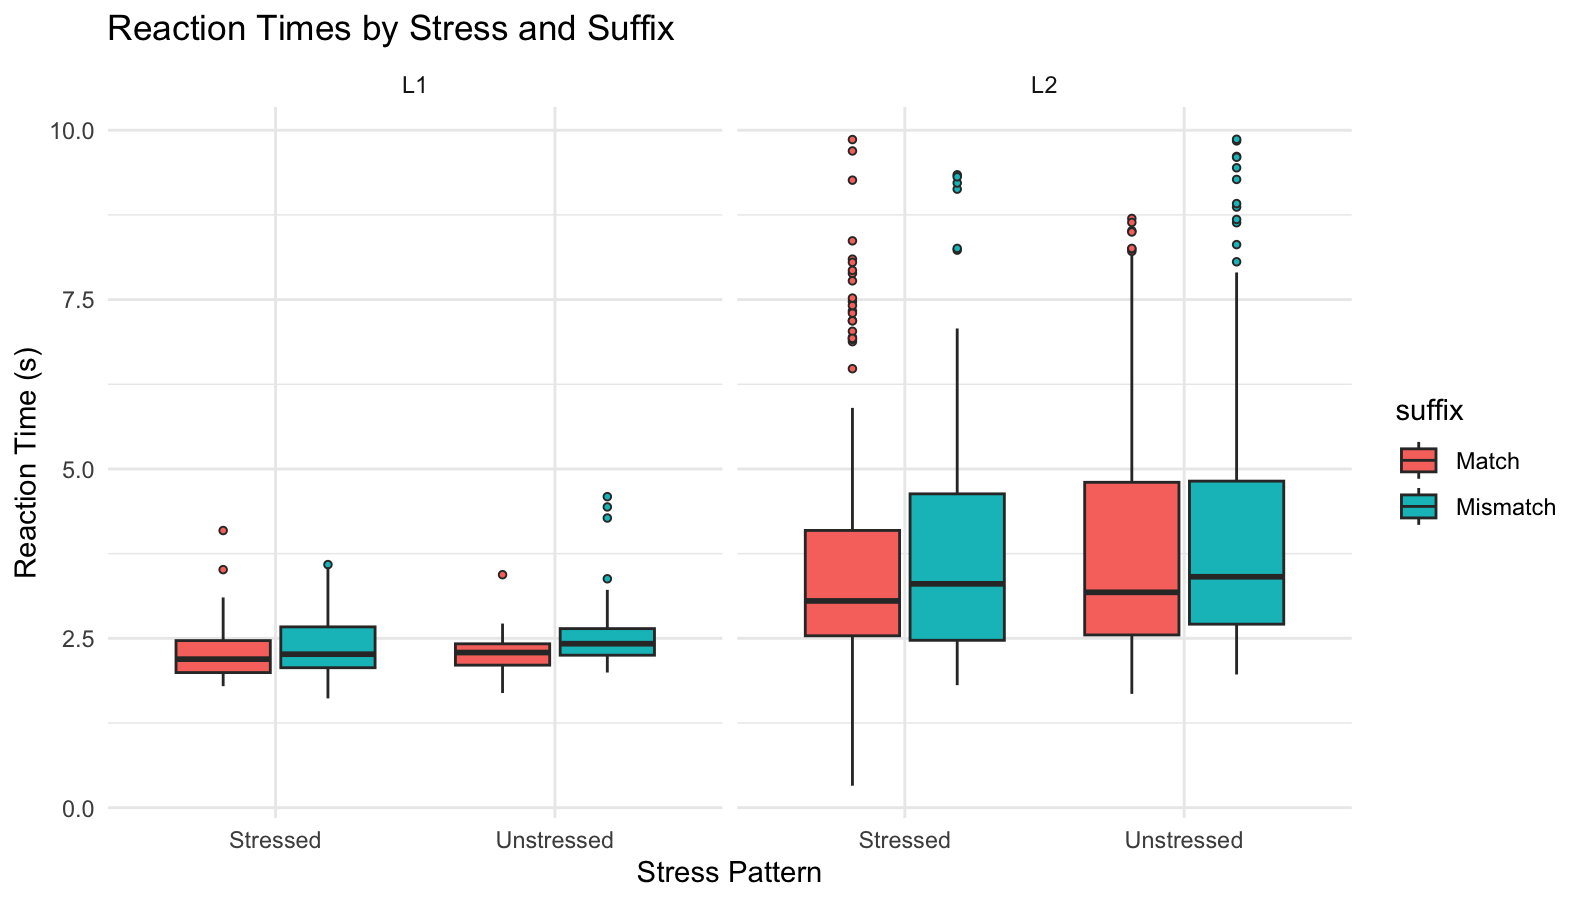 Reaction Times by Stress and Suffix
L1
L2
10.0
7.5
5.0
2.5
0.0
Reaction Time (s)
Stressed
Unstressed
Stressed
Unstressed
Stress Pattern
suffix
Match
Mismatch